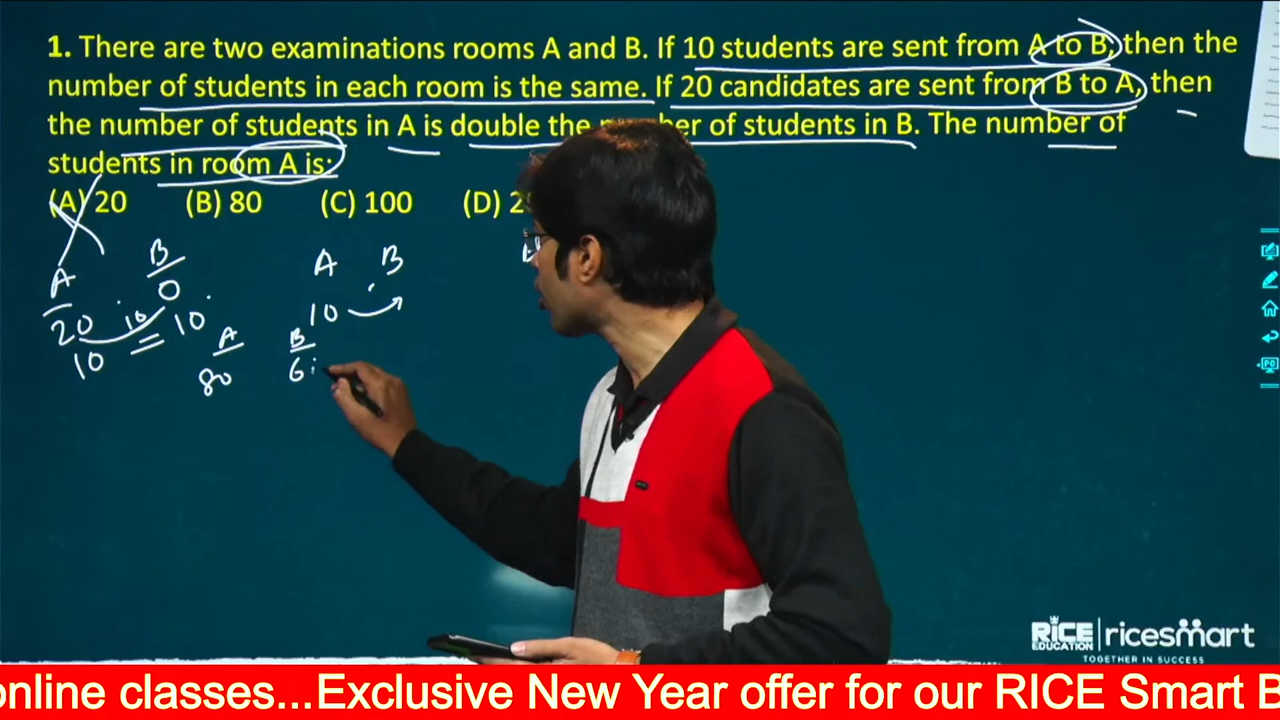 1. There are two examinations rooms A and B. If 10 students are sent from A to B, then the
number of students in each room is the same. If 20 candidates are sent from B to A, then
the number of students in A is double the number of students in B. The number of
students in room A is:
(A) 20 (B) 80 (C) 100 (D) 2
A B A B
20 10 0 10 10
10 = 10 A B
80 6
RICE EDUCATION | ricesmart
TOGETHER IN SUCCESS
online classes...Exclusive New Year offer for our RICE Smart B